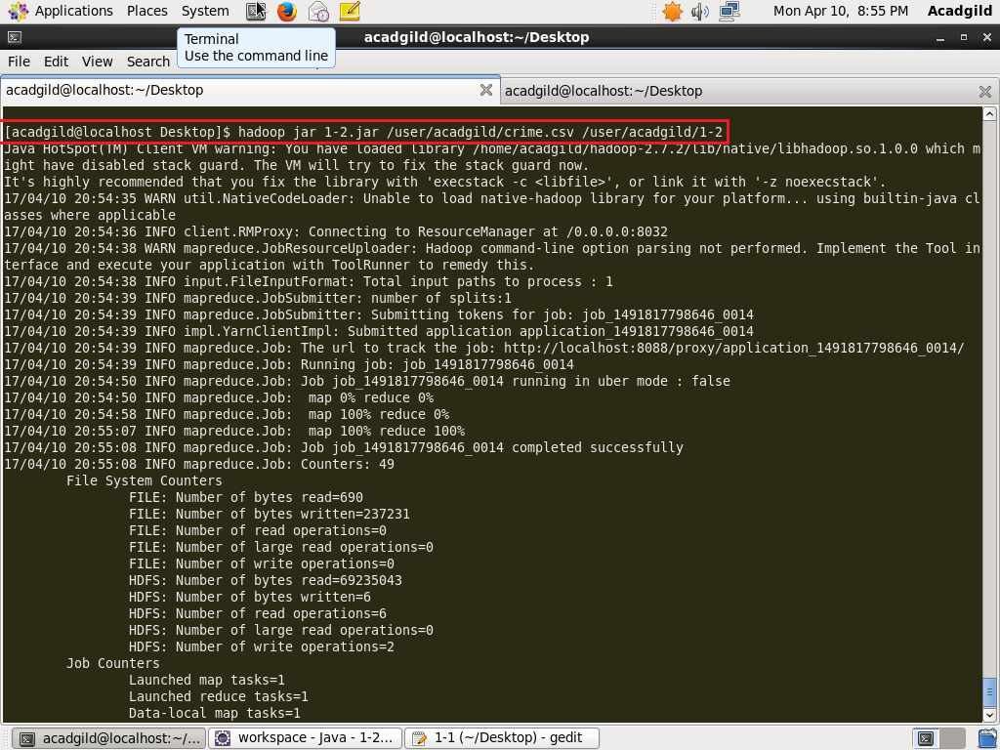 Applications Places System Mon Apr 10, 8:55 PM Acadgild
acadgild@localhost:~/Desktop
Terminal
Use the command line
File Edit View Search
acadgild@localhost:~/Desktop acadgild@localhost:~/Desktop
[acadgild@localhost Desktop]$ hadoop jar 1-2.jar /user/acadgild/crime.csv /user/acadgild/1-2
Java HotSpot(TM) Client VM warning: You have loaded library /home/acadgild/hadoop-2.7.2/lib/native/libhadoop.so.1.0.0 which m
ight have disabled stack guard. The VM will try to fix the stack guard now.
It's highly recommended that you fix the library with 'execstack -c <libfile>', or link it with '-z noexecstack'.
17/04/10 20:54:35 WARN util.NativeCodeLoader: Unable to load native-hadoop library for your platform... using builtin-java cl
asses where applicable
17/04/10 20:54:36 INFO client.RMProxy: Connecting to ResourceManager at /0.0.0.0:8032
17/04/10 20:54:38 WARN mapreduce.JobResourceUploader: Hadoop command-line option parsing not performed. Implement the Tool in
terface and execute your application with ToolRunner to remedy this.
17/04/10 20:54:38 INFO input.FileInputFormat: Total input paths to process : 1
17/04/10 20:54:39 INFO mapreduce.JobSubmitter: number of splits:1
17/04/10 20:54:39 INFO mapreduce.JobSubmitter: Submitting tokens for job: job_1491817798646_0014
17/04/10 20:54:39 INFO impl.YarnClientImpl: Submitted application application_1491817798646_0014
17/04/10 20:54:39 INFO mapreduce.Job: The url to track the job: http://localhost:8088/proxy/application_1491817798646_0014/
17/04/10 20:54:39 INFO mapreduce.Job: Running job: job_1491817798646_0014
17/04/10 20:54:50 INFO mapreduce.Job: Job job_1491817798646_0014 running in uber mode : false
17/04/10 20:54:50 INFO mapreduce.Job:  map 0% reduce 0%
17/04/10 20:54:58 INFO mapreduce.Job:  map 100% reduce 0%
17/04/10 20:55:07 INFO mapreduce.Job:  map 100% reduce 100%
17/04/10 20:55:08 INFO mapreduce.Job: Job job_1491817798646_0014 completed successfully
17/04/10 20:55:08 INFO mapreduce.Job: Counters: 49
File System Counters
FILE: Number of bytes read=690
FILE: Number of bytes written=237231
FILE: Number of read operations=0
FILE: Number of large read operations=0
FILE: Number of write operations=0
HDFS: Number of bytes read=69235043
HDFS: Number of bytes written=6
HDFS: Number of read operations=6
HDFS: Number of large read operations=0
HDFS: Number of write operations=2
Job Counters
Launched map tasks=1
Launched reduce tasks=1
Data-local map tasks=1
acadgild@localhost:~/... workspace - Java - 1-2... 1-1 (~/Desktop) - gedit